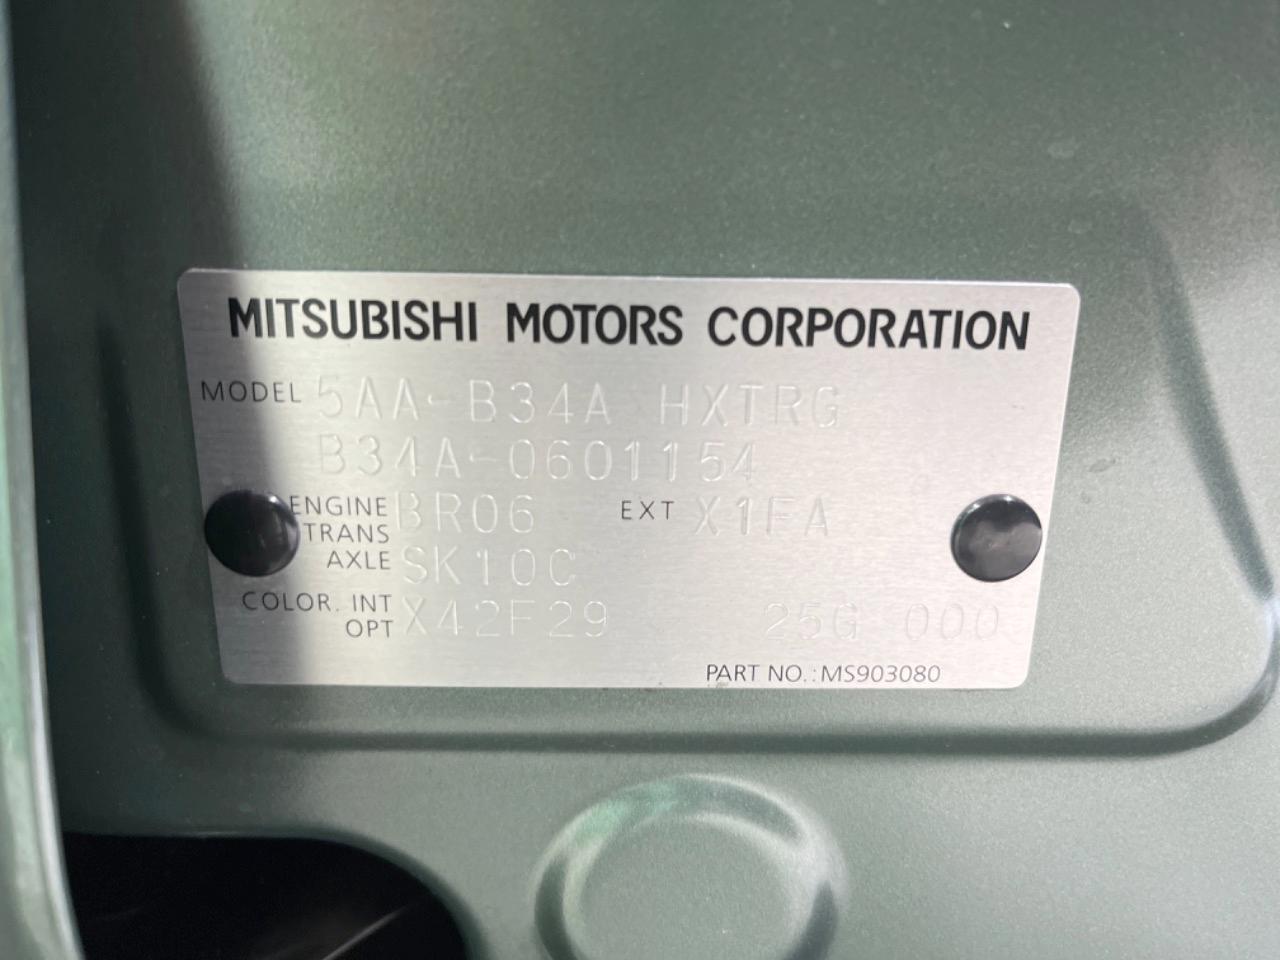 MITSUBISHI MOTORS CORPORATION
MODEL 5AA-B34A HXTRG
B34A-0601154
ENGINE BR06 EXT X1FA
TRANS
AXLE SK10C
COLOR. INT
OPT X42F29 25G 000
PART NO.: MS903080